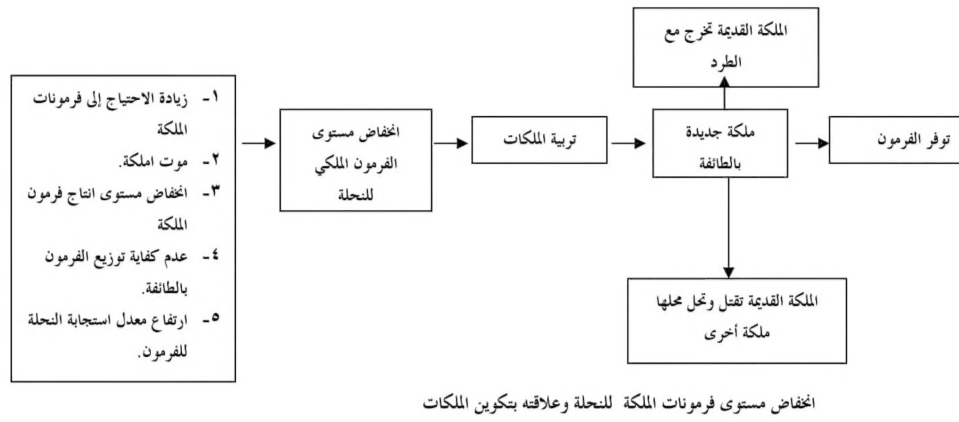 الملكة القديمة تخرج مع
الطرد
١- زيادة الاحتياج إلى فرمونات
الملكة
٢- موت املكة.
٣- انخفاض مستوى انتاج فرمون
الملكة
٤- عدم كفاية توزيع الفرمون
بالطائفة.
٥- ارتفاع معدل استجابة النحلة
للفرمون.
انخفاض مستوى
الفرمون الملكي
للنحلة
تربية الملكات
ملكة جديدة
بالطائفة
توفر الفرمون
الملكة القديمة تقتل وتحل محلها
ملكة أخرى
انخفاض مستوى فرمونات الملكة للنحلة وعلاقته بتكوين الملكات